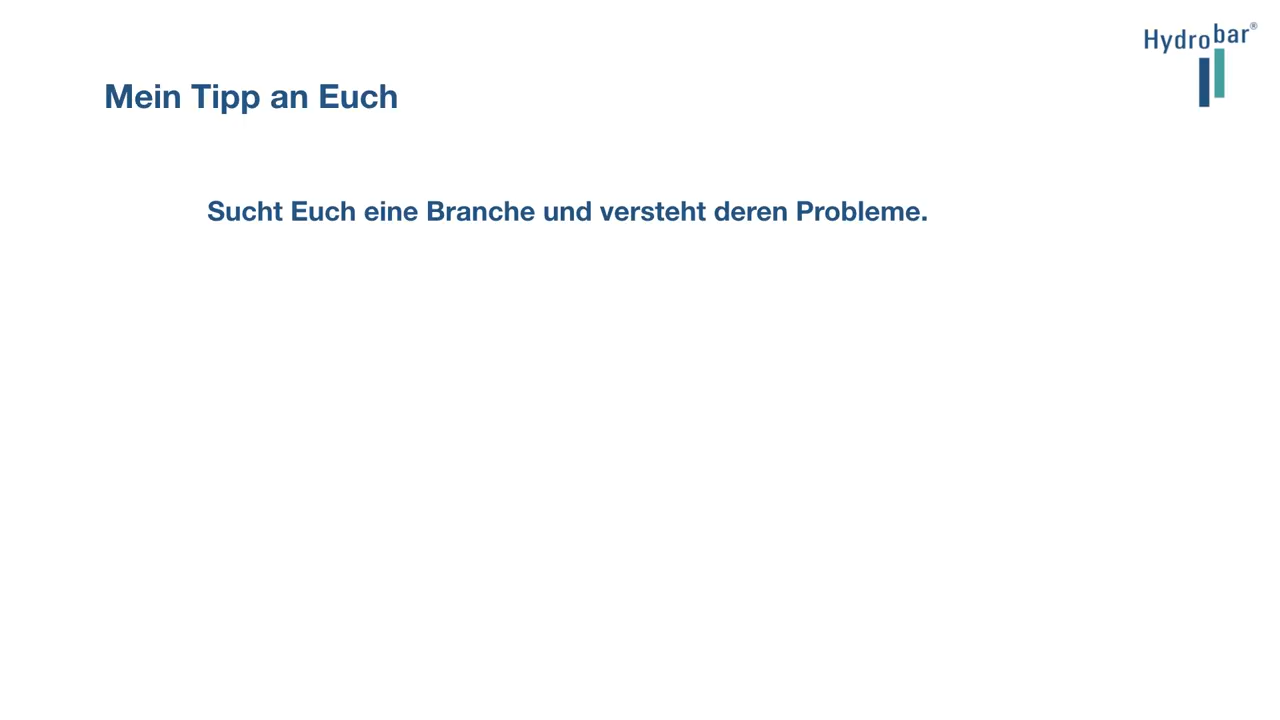 Hydrobar®
Mein Tipp an Euch
Sucht Euch eine Branche und versteht deren Probleme.